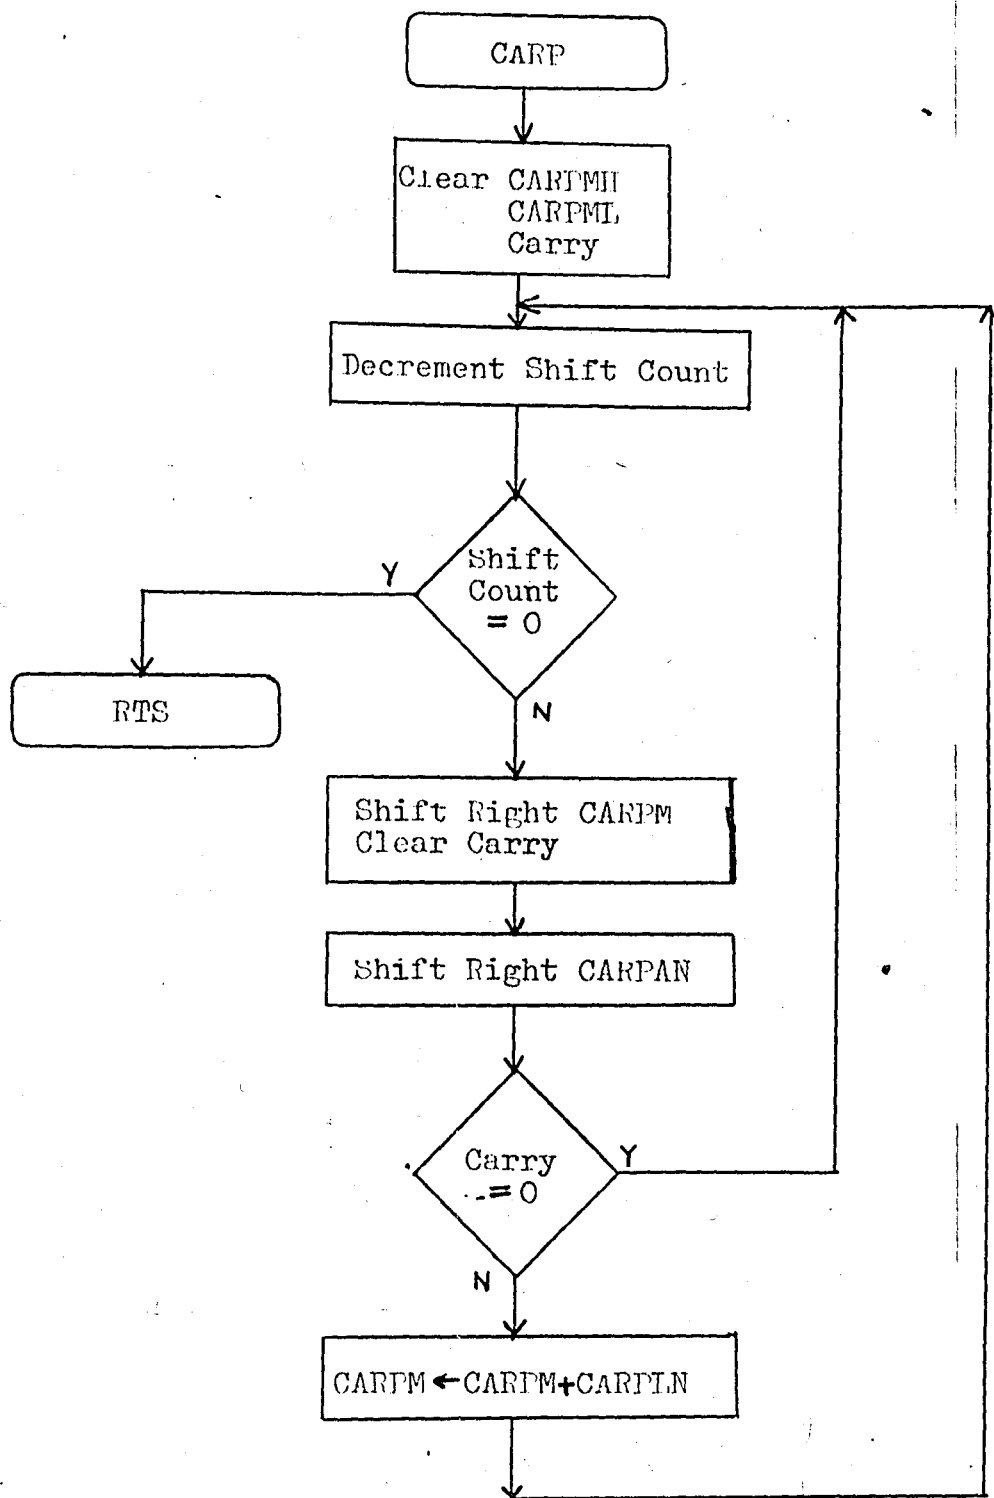 CARP
Clear CARPMH
CARPML
Carry
Decrement Shift Count
Shift
Count
= 0
Y
RTS
N
Shift Right CARPM
Clear Carry
Shift Right CARPAN
Carry
= 0
Y
N
CARPM ← CARPM+CARPLN